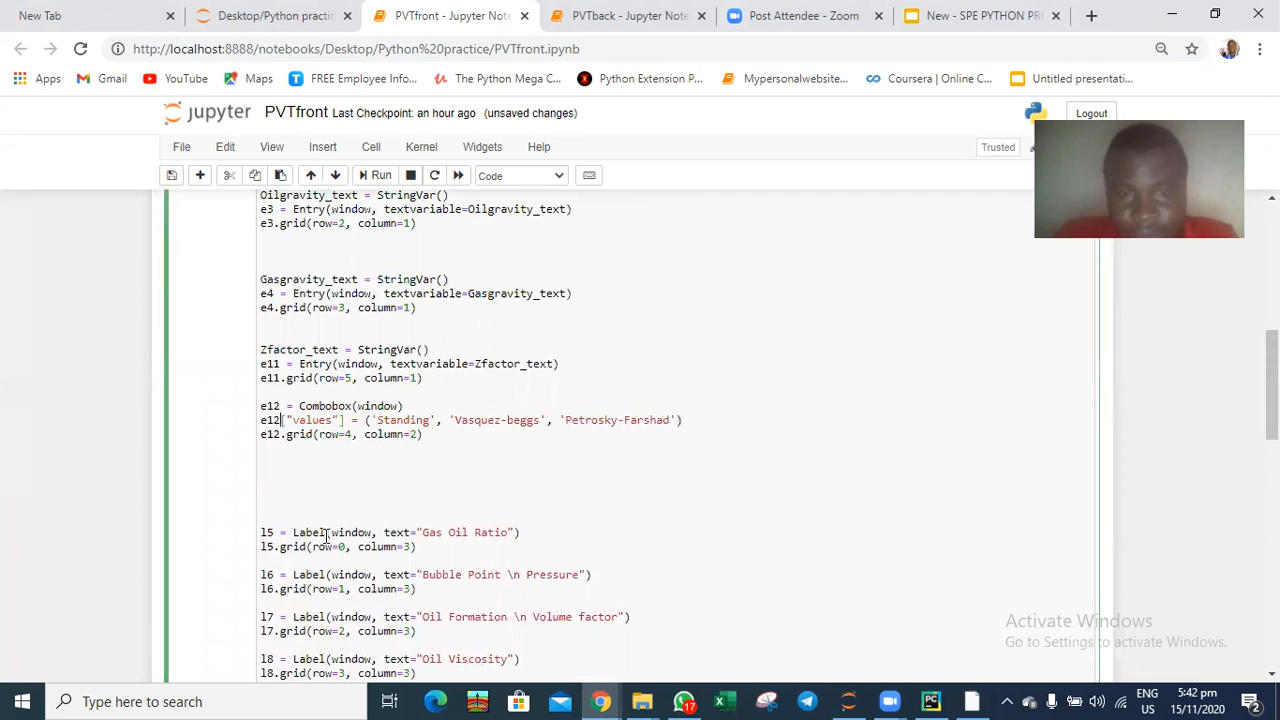 New Tab
Desktop/Python practic
PVTfront - Jupyter Note
PVTback - Jupyter Note
Post Attendee - Zoom
New - SPE PYTHON PR
http://localhost:8888/notebooks/Desktop/Python%20practice/PVTfront.ipynb
Apps
Gmail
YouTube
Maps
FREE Employee Info...
The Python Mega C...
Python Extension P...
Mypersonalwebsite...
Coursera | Online C...
Untitled presentati...
jupyter PVTfront Last Checkpoint: an hour ago (unsaved changes)
Logout
File Edit View Insert Cell Kernel Widgets Help
Trusted
Run
Code
Oilgravity_text = StringVar()
e3 = Entry(window, textvariable=Oilgravity_text)
e3.grid(row=2, column=1)
Gasgravity_text = StringVar()
e4 = Entry(window, textvariable=Gasgravity_text)
e4.grid(row=3, column=1)
Zfactor_text = StringVar()
e11 = Entry(window, textvariable=Zfactor_text)
e11.grid(row=5, column=1)
e12 = Combobox(window)
e12["values"] = ('Standing', 'Vasquez-beggs', 'Petrosky-Farshad')
e12.grid(row=4, column=2)
l5 = Label(window, text="Gas Oil Ratio")
l5.grid(row=0, column=3)
l6 = Label(window, text="Bubble Point \n Pressure")
l6.grid(row=1, column=3)
l7 = Label(window, text="Oil Formation \n Volume factor")
l7.grid(row=2, column=3)
l8 = Label(window, text="Oil Viscosity")
l8.grid(row=3, column=3)
Activate Windows
Go to Settings to activate Windows.
Type here to search
17
ENG
US
5:42 pm
15/11/2020
2